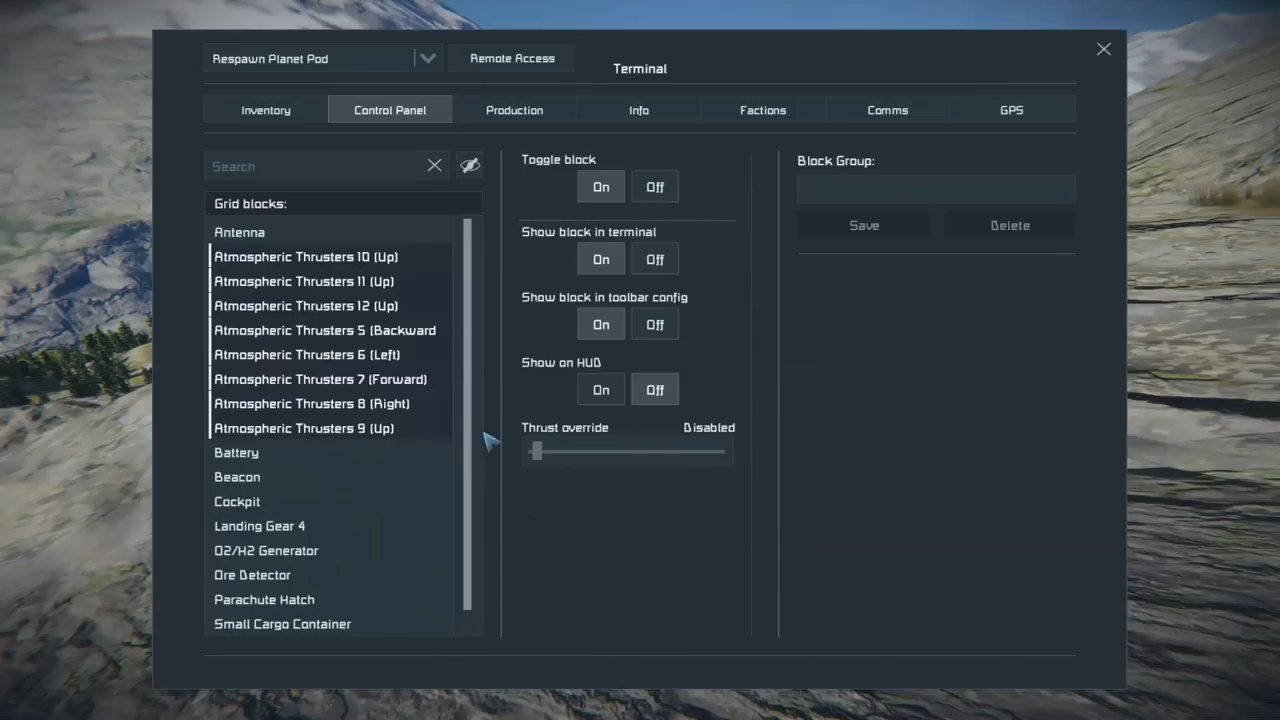 Respawn Planet Pod
Remote Access
Terminal
Inventory
Control Panel
Production
Info
Factions
Comms
GPS
Search
Grid blocks:
Antenna
Atmospheric Thrusters 10 (Up)
Atmospheric Thrusters 11 (Up)
Atmospheric Thrusters 12 (Up)
Atmospheric Thrusters 5 (Backward
Atmospheric Thrusters 6 (Left)
Atmospheric Thrusters 7 (Forward)
Atmospheric Thrusters 8 (Right)
Atmospheric Thrusters 9 (Up)
Battery
Beacon
Cockpit
Landing Gear 4
O2/H2 Generator
Ore Detector
Parachute Hatch
Small Cargo Container
Toggle block
On Off
Show block in terminal
On Off
Show block in toolbar config
On Off
Show on HUD
On Off
Thrust override Disabled
Block Group:
Save Delete